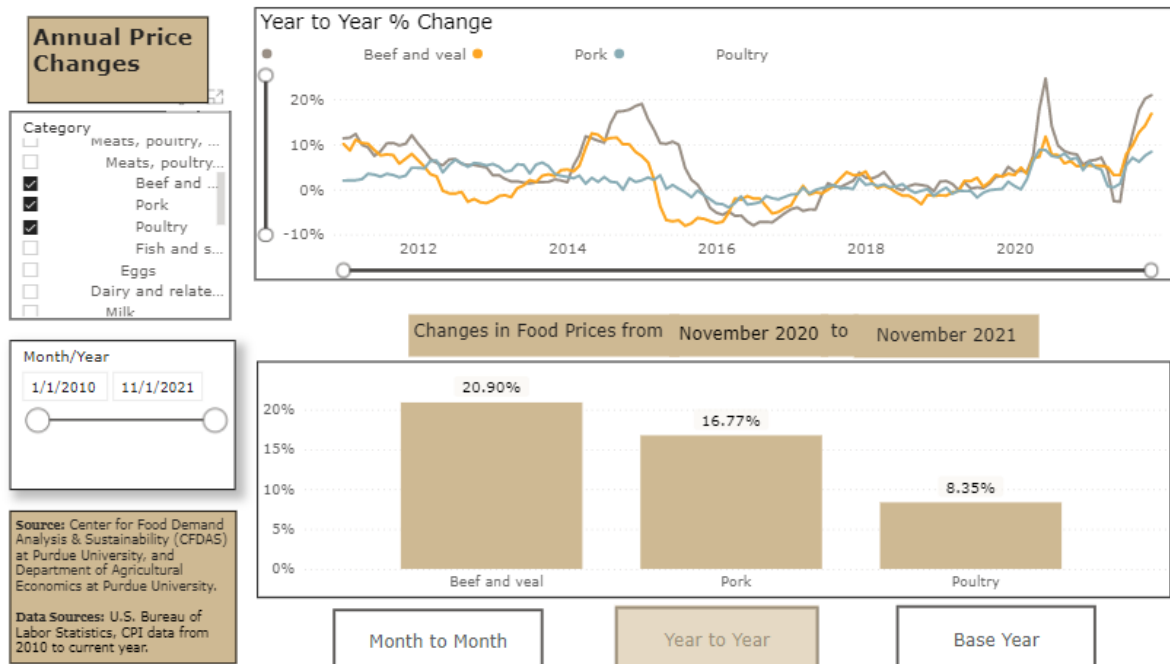 Annual Price
Changes
Category
Meats, poultry, ...
Meats, poultry...
Beef and ...
Pork
Poultry
Fish and s...
Eggs
Dairy and relate...
Milk
Month/Year
1/1/2010 11/1/2021
Source: Center for Food Demand
Analysis & Sustainability (CFDAS)
at Purdue University, and
Department of Agricultural
Economics at Purdue University.
Data Sources: U.S. Bureau of
Labor Statistics, CPI data from
2010 to current year.
Year to Year % Change
Beef and veal Pork Poultry
20%
10%
0%
-10%
2012 2014 2016 2018 2020
Changes in Food Prices from November 2020 to November 2021
20.90%
16.77%
8.35%
20%
15%
10%
5%
0%
Beef and veal Pork Poultry
Month to Month Year to Year Base Year